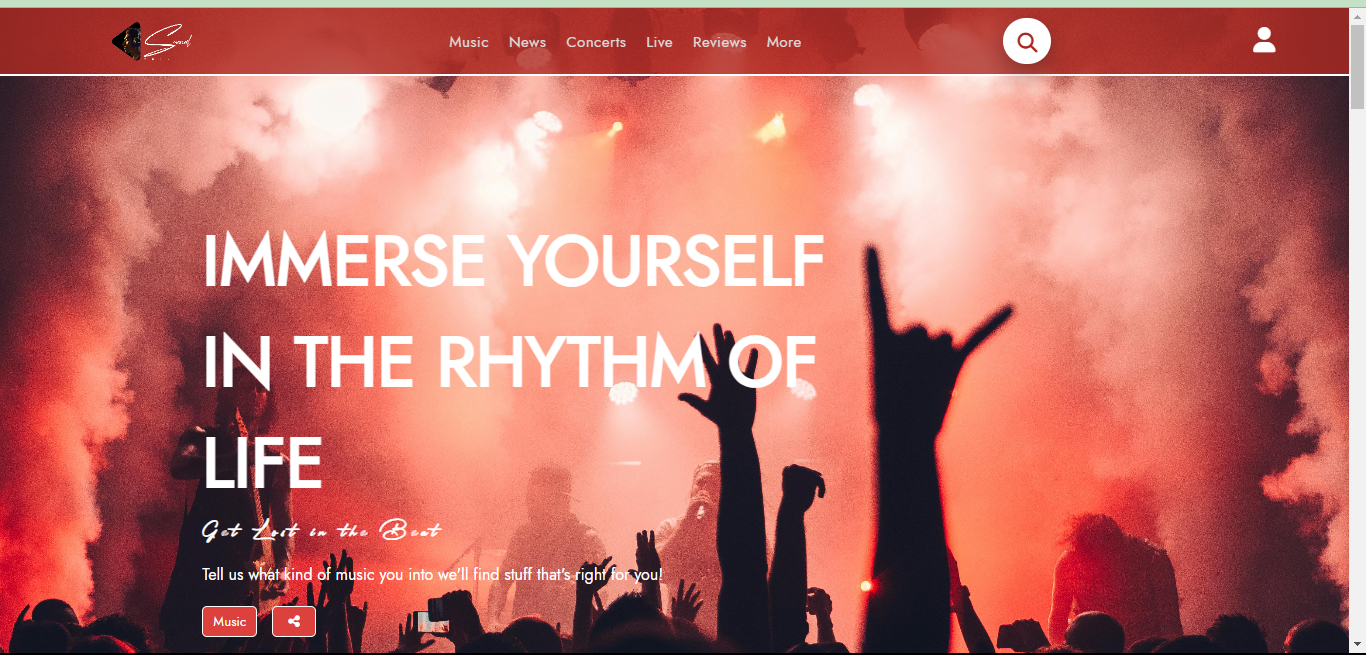 Sound
Music News Concerts Live Reviews More
IMMERSE YOURSELF
IN THE RHYTHM OF
LIFE
Get Lost in the Beat
Tell us what kind of music you into we'll find stuff that's right for you!
Music